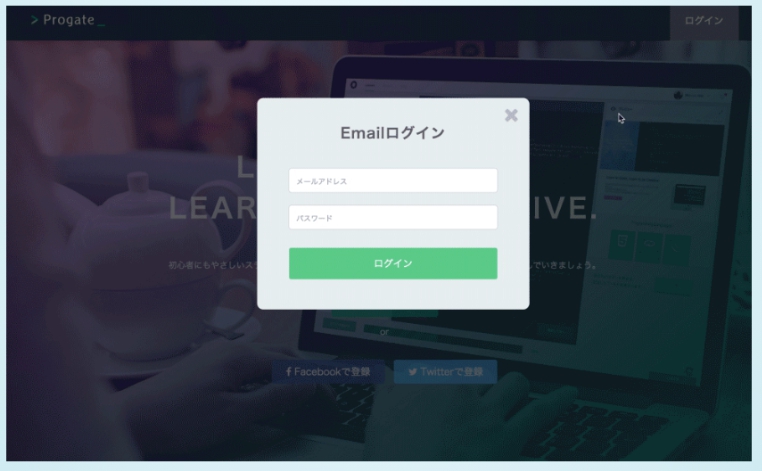 > Progate_
ログイン
Emailログイン
メールアドレス
パスワード
ログイン
LEAR IVE.
初心者にもやさしいス でいきましょう。
or
Facebookで登録
Twitterで登録